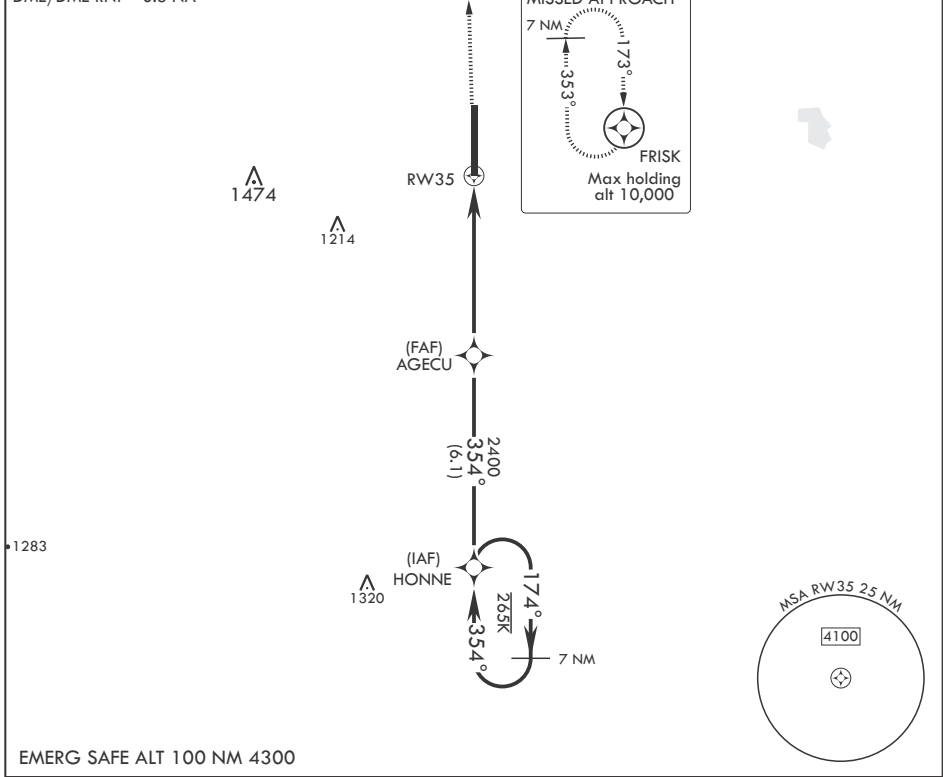 MISSED APPROACH
7 NM
173°
353°
FRISK
Max holding
alt 10,000
RW35
1474
1214
(FAF)
AGECU
2400
354°
(6.1)
1283
(IAF)
HONNE
1320
174°
265K
354°
7 NM
MSA RW35 25 NM
4100
EMERG SAFE ALT 100 NM 4300